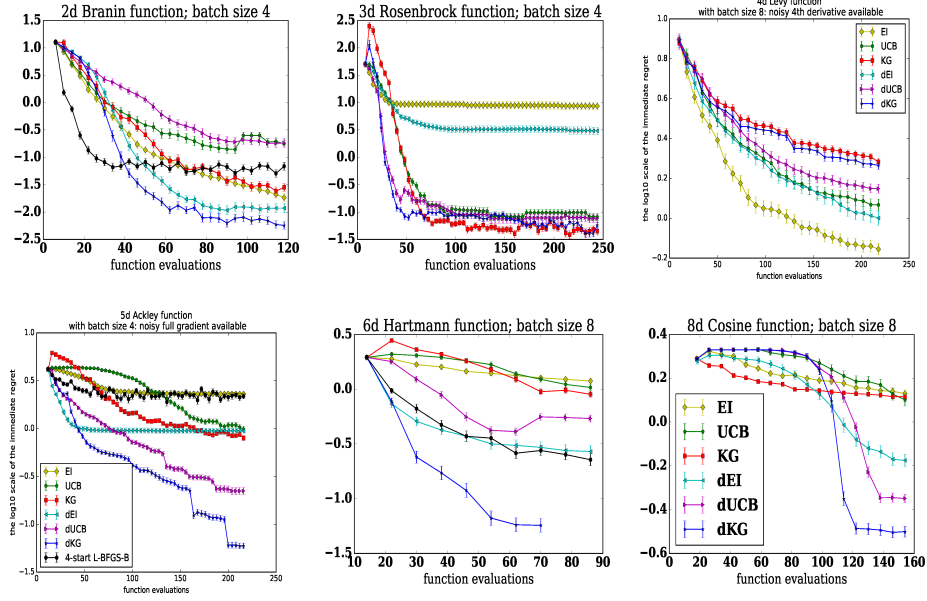 2d Branin function; batch size 4
1.5
1.0
0.5
0.0
−0.5
−1.0
−1.5
−2.0
−2.5
0 20 40 60 80 100 120
function evaluations
3d Rosenbrock function; batch size 4
2.5
2.0
1.5
1.0
0.5
0.0
−0.5
−1.0
−1.5
0 50 100 150 200 250
function evaluations
4d Levy function
with batch size 8: noisy 4th derivative available
the log10 scale of the immediate regret
1.0
0.8
0.6
0.4
0.2
0.0
−0.2
0 50 100 150 200 250
function evaluations
EI
UCB
KG
dEI
dUCB
dKG
5d Ackley function
with batch size 4: noisy full gradient available
the log10 scale of the immediate regret
1.0
0.5
0.0
−0.5
−1.0
−1.5
0 50 100 150 200 250
function evaluations
EI
UCB
KG
dEI
dUCB
dKG
4-start L-BFGS-B
6d Hartmann function; batch size 8
0.5
0.0
−0.5
−1.0
−1.5
10 20 30 40 50 60 70 80 90
function evaluations
8d Cosine function; batch size 8
0.4
0.2
0.0
−0.2
−0.4
−0.6
0 20 40 60 80 100 120 140 160
function evaluations
EI
UCB
KG
dEI
dUCB
dKG